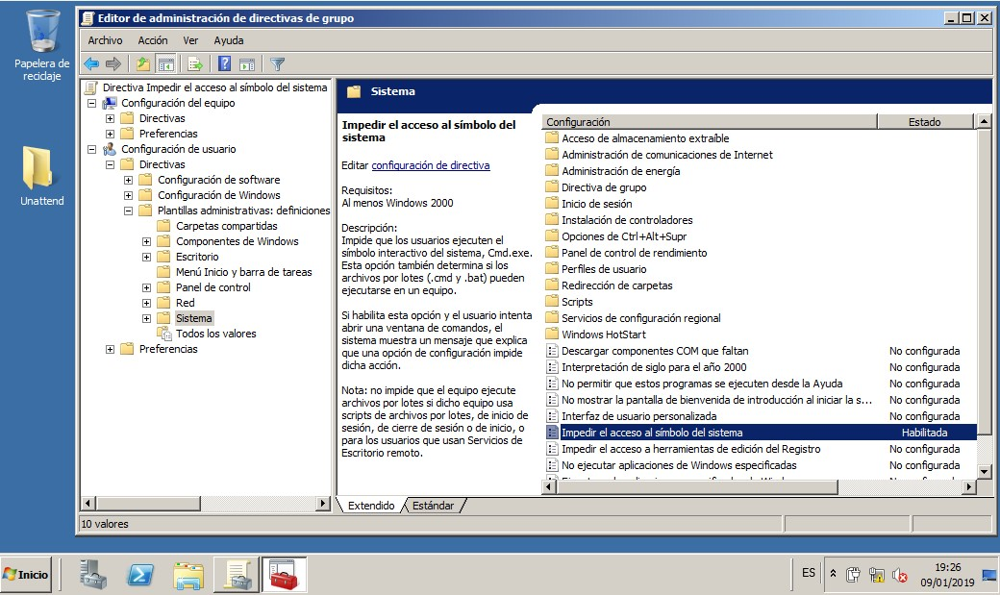 Papelera de
reciclaje
Unattend
Editor de administración de directivas de grupo
Archivo Acción Ver Ayuda
Directiva Impedir el acceso al símbolo del sistema
Configuración del equipo
Directivas
Preferencias
Configuración de usuario
Directivas
Configuración de software
Configuración de Windows
Plantillas administrativas: definiciones
Carpetas compartidas
Componentes de Windows
Escritorio
Menú Inicio y barra de tareas
Panel de control
Red
Sistema
Todos los valores
Preferencias
Sistema
Impedir el acceso al símbolo del
sistema
Editar configuración de directiva
Requisitos:
Al menos Windows 2000
Descripción:
Impide que los usuarios ejecuten el
símbolo interactivo del sistema, Cmd.exe.
Esta opción también determina si los
archivos por lotes (.cmd y .bat) pueden
ejecutarse en un equipo.
Si habilita esta opción y el usuario intenta
abrir una ventana de comandos, el
sistema muestra un mensaje que explica
que una opción de configuración impide
dicha acción.
Nota: no impide que el equipo ejecute
archivos por lotes si dicho equipo usa
scripts de archivos por lotes, de inicio de
sesión, de cierre de sesión o de inicio, o
para los usuarios que usan Servicios de
Escritorio remoto.
Configuración Estado
Acceso de almacenamiento extraíble
Administración de comunicaciones de Internet
Administración de energía
Directiva de grupo
Inicio de sesión
Instalación de controladores
Opciones de Ctrl+Alt+Supr
Panel de control de rendimiento
Perfiles de usuario
Redirección de carpetas
Scripts
Servicios de configuración regional
Windows HotStart
Descargar componentes COM que faltan No configurada
Interpretación de siglo para el año 2000 No configurada
No permitir que estos programas se ejecuten desde la Ayuda No configurada
No mostrar la pantalla de bienvenida de introducción al iniciar la s... No configurada
Interfaz de usuario personalizada No configurada
Impedir el acceso al símbolo del sistema Habilitada
Impedir el acceso a herramientas de edición del Registro No configurada
No ejecutar aplicaciones de Windows especificadas No configurada
Extendido Estándar
10 valores
Inicio
ES
19:26
09/01/2019